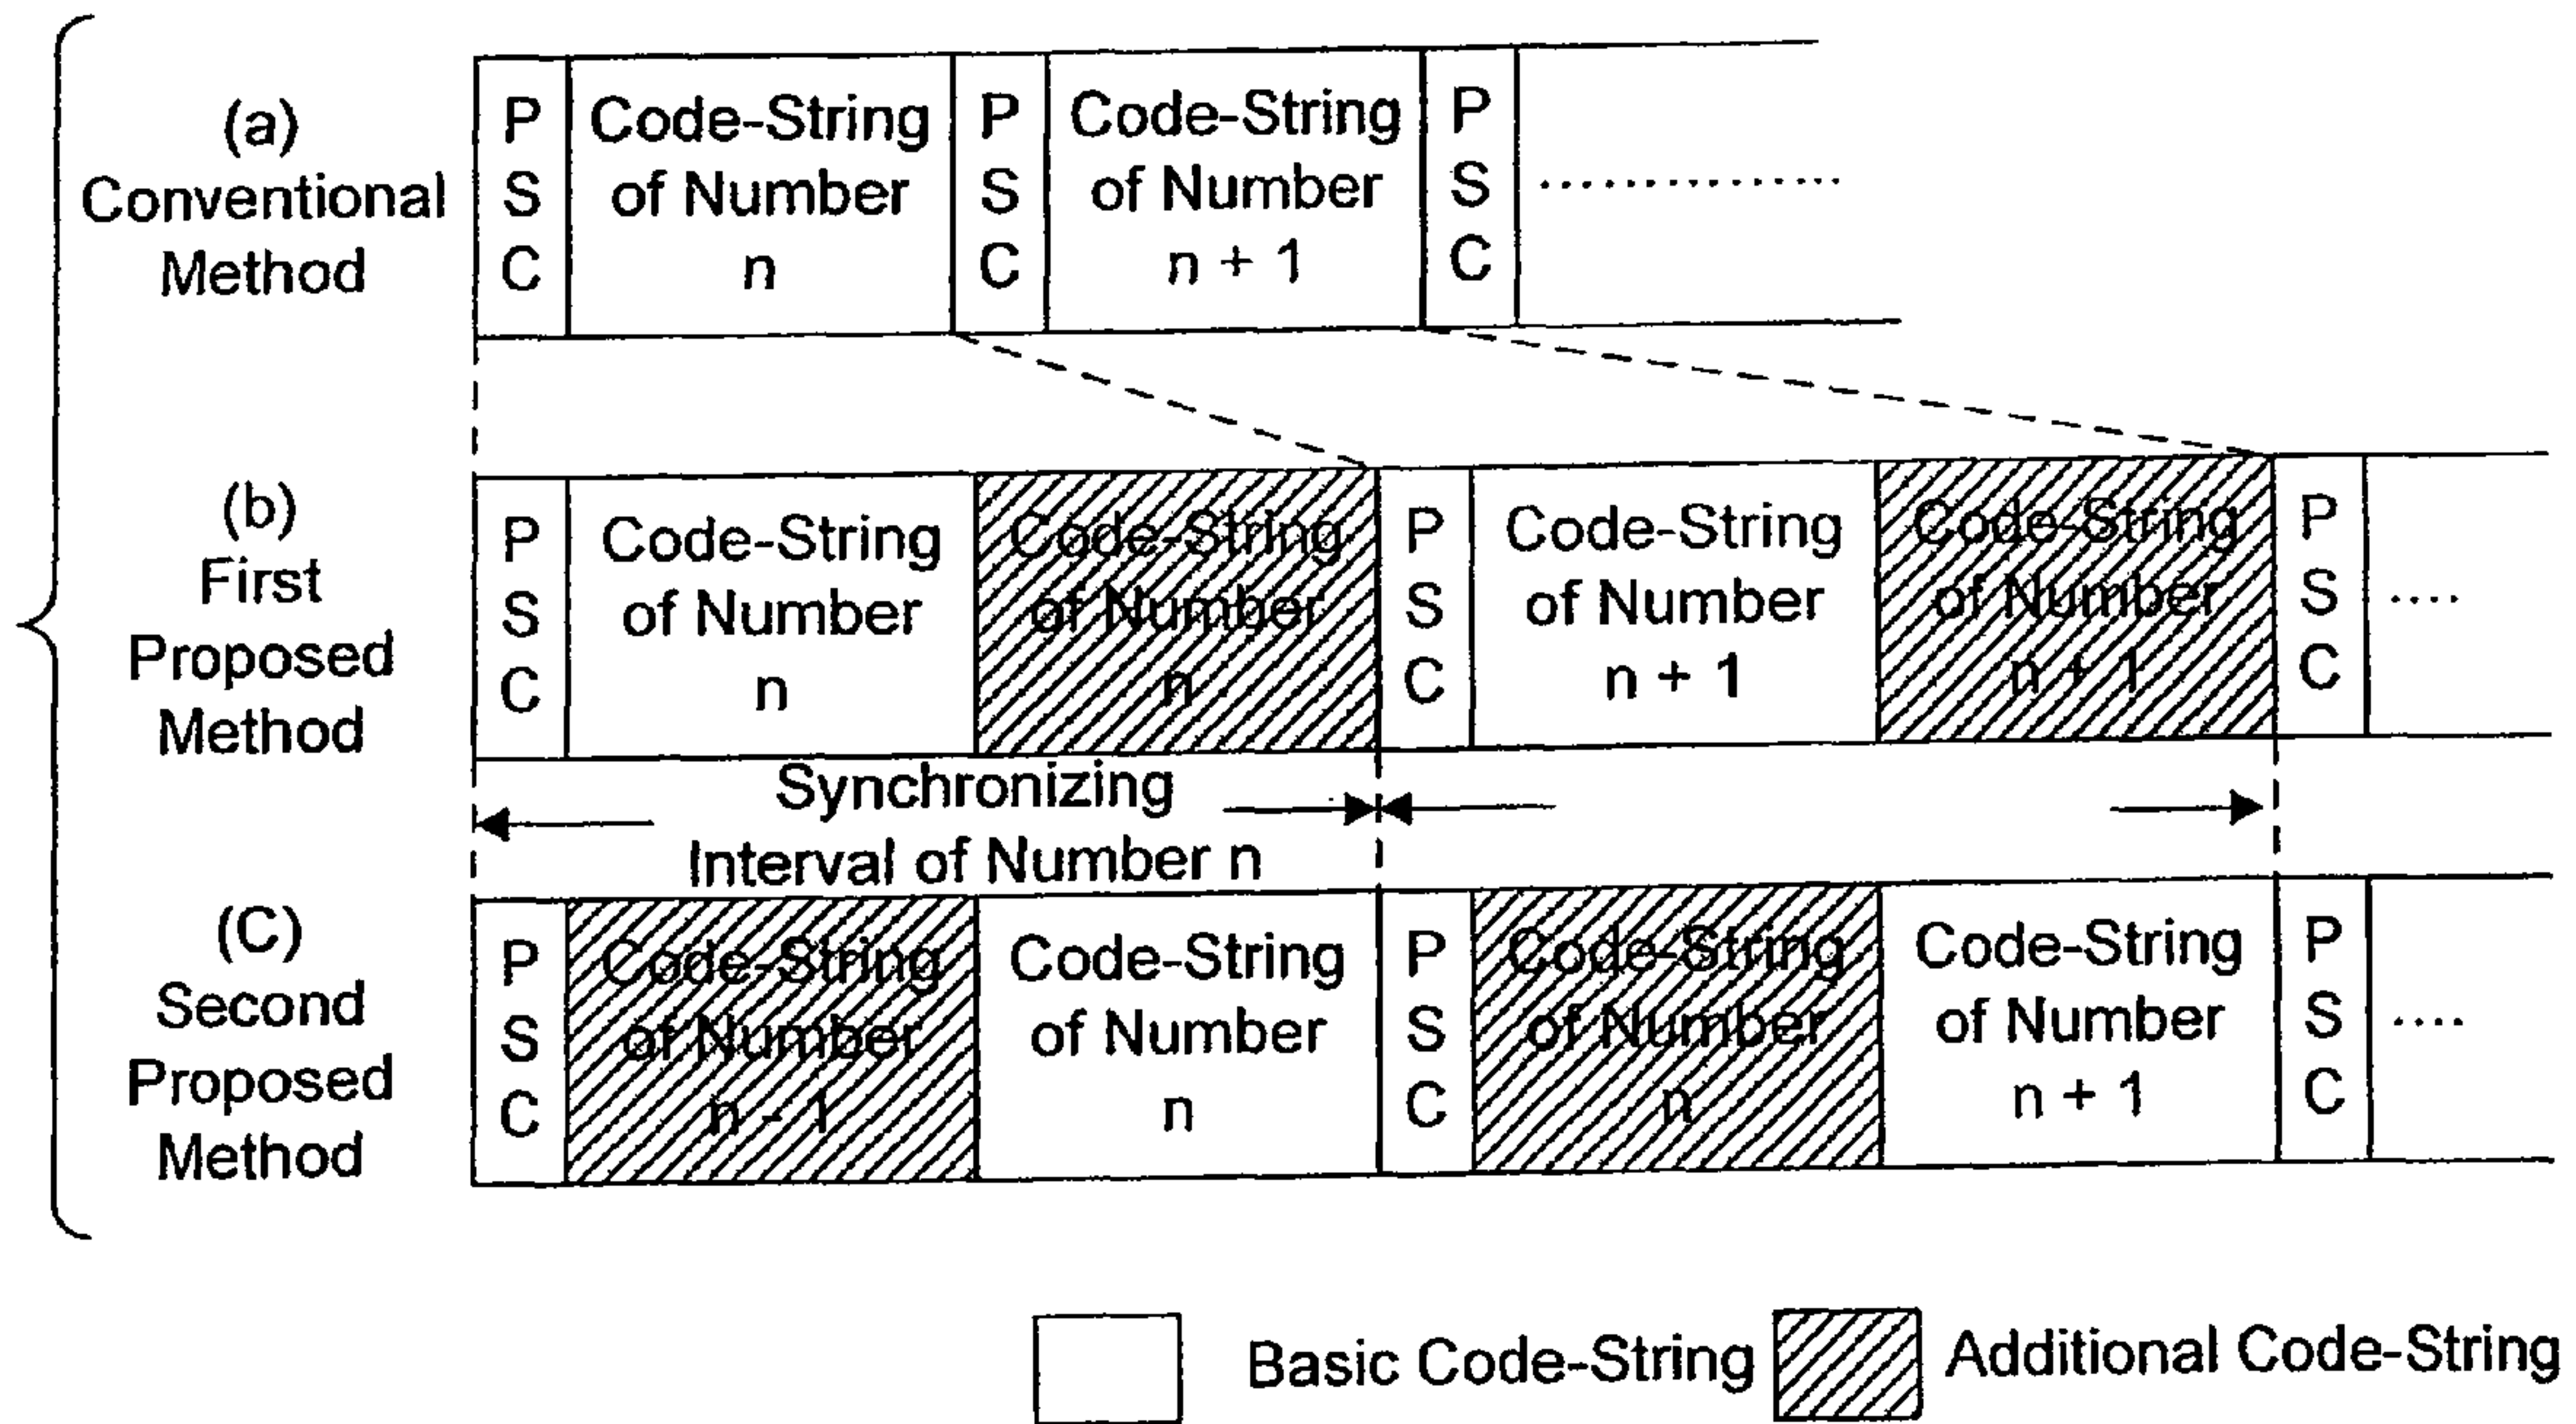 (a)
Conventional
Method
P
S
C
Code-String
of Number
n
P
S
C
Code-String
of Number
n + 1
P
S
C
...............
(b)
First
Proposed
Method
P
S
C
Code-String
of Number
n
Code-String
of Number
n
P
S
C
Code-String
of Number
n + 1
Code-String
of Number
n + 1
P
S
C
....
Synchronizing
Interval of Number n
(C)
Second
Proposed
Method
P
S
C
Code-String
of Number
n - 1
Code-String
of Number
n
P
S
C
Code-String
of Number
n
Code-String
of Number
n + 1
P
S
C
....
Basic Code-String
Additional Code-String